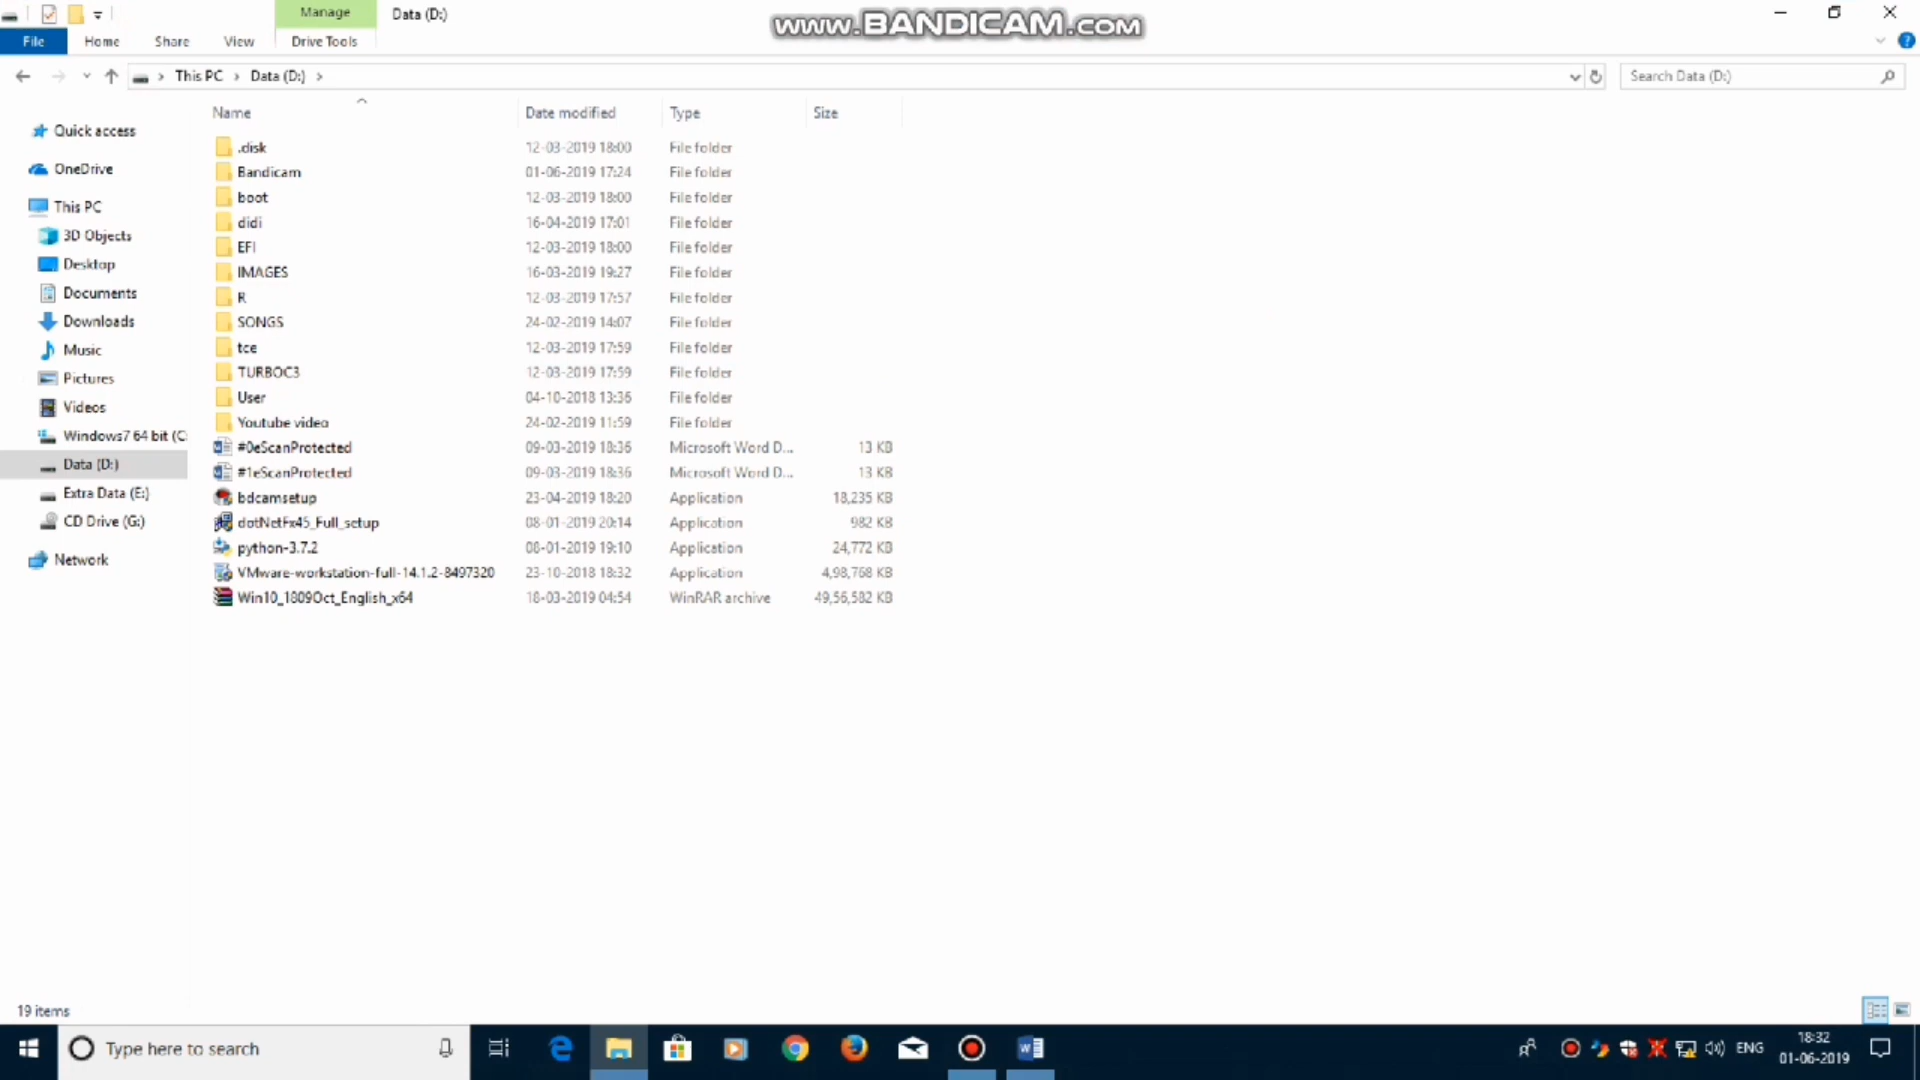 Manage
Data (D:)
www.BANDICAM.com
File
Home
Share
View
Drive Tools
This PC
Data (D:)
Search Data (D:)
Name
Date modified
Type
Size
Quick access
OneDrive
This PC
3D Objects
Desktop
Documents
Downloads
Music
Pictures
Videos
Windows7 64 bit (C:
Data (D:)
Extra Data (E:)
CD Drive (G:)
Network
.disk 12-03-2019 18:00 File folder
Bandicam 01-06-2019 17:24 File folder
boot 12-03-2019 18:00 File folder
didi 16-04-2019 17:01 File folder
EFI 12-03-2019 18:00 File folder
IMAGES 16-03-2019 19:27 File folder
R 12-03-2019 17:57 File folder
SONGS 24-02-2019 14:07 File folder
tce 12-03-2019 17:59 File folder
TURBOC3 12-03-2019 17:59 File folder
User 04-10-2018 13:36 File folder
Youtube video 24-02-2019 11:59 File folder
#0eScanProtected 09-03-2019 18:36 Microsoft Word D... 13 KB
#1eScanProtected 09-03-2019 18:36 Microsoft Word D... 13 KB
bdcamsetup 23-04-2019 18:20 Application 18,235 KB
dotNetFx45_Full_setup 08-01-2019 20:14 Application 982 KB
python-3.7.2 08-01-2019 19:10 Application 24,772 KB
VMware-workstation-full-14.1.2-8497320 23-10-2018 18:32 Application 4,98,768 KB
Win10_1809Oct_English_x64 18-03-2019 04:54 WinRAR archive 49,56,582 KB
19 items
Type here to search
ENG
18:32
01-06-2019